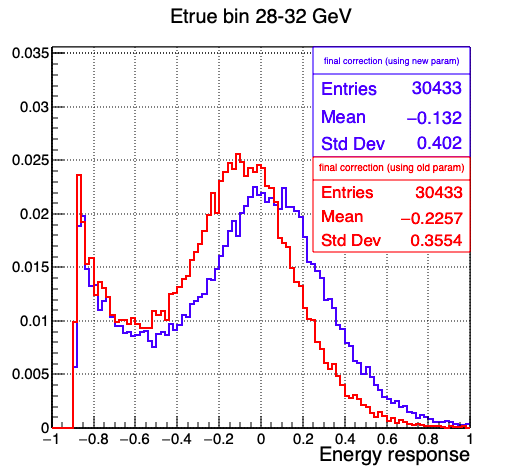 Etrue bin 28-32 GeV
final correction (using new param)
Entries 30433
Mean −0.132
Std Dev 0.402
final correction (using old param)
Entries 30433
Mean −0.2257
Std Dev 0.3554
0.035
0.03
0.025
0.02
0.015
0.01
0.005
0
−1 −0.8 −0.6 −0.4 −0.2 0 0.2 0.4 0.6 0.8 1
Energy response